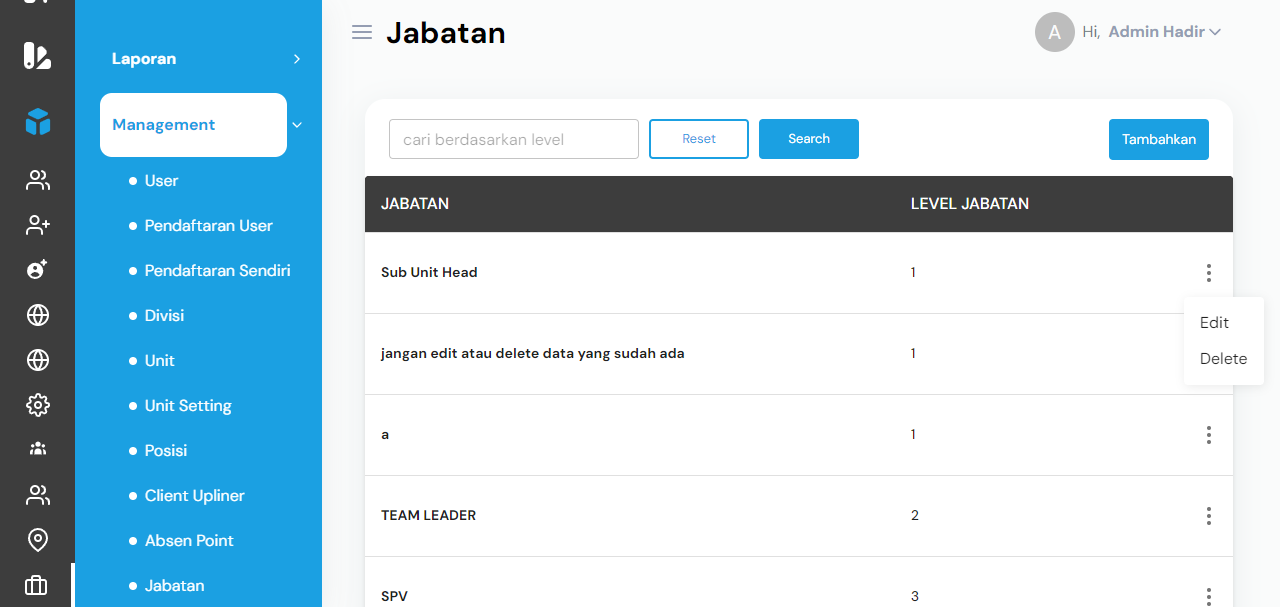 Jabatan
A Hi, Admin Hadir
Laporan
Management
User
Pendaftaran User
Pendaftaran Sendiri
Divisi
Unit
Unit Setting
Posisi
Client Upliner
Absen Point
Jabatan
cari berdasarkan level Reset Search Tambahkan
JABATAN LEVEL JABATAN
Sub Unit Head 1
Edit
Delete
jangan edit atau delete data yang sudah ada 1
a 1
TEAM LEADER 2
SPV 3